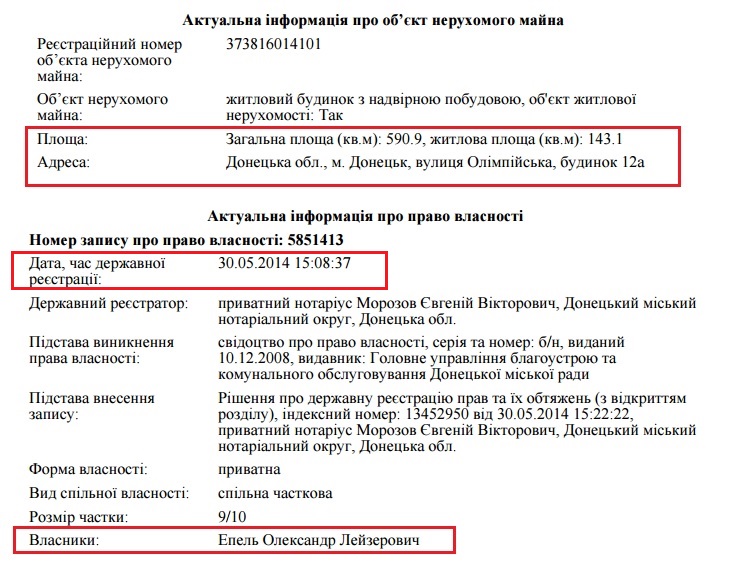 Актуальна інформація про об’єкт нерухомого майна
Реєстраційний номер 373816014101
об’єкта нерухомого
майна:
Об’єкт нерухомого житловий будинок з надвірною побудовою, об'єкт житлової
майна: нерухомості: Так
Площа: Загальна площа (кв.м): 590.9, житлова площа (кв.м): 143.1
Адреса: Донецька обл., м. Донецьк, вулиця Олімпійська, будинок 12а
Актуальна інформація про право власності
Номер запису про право власності: 5851413
Дата, час державної 30.05.2014 15:08:37
реєстрації:
Державний реєстратор: приватний нотаріус Морозов Євгеній Вікторович, Донецький міський
нотаріальний округ, Донецька обл.
Підстава виникнення свідоцтво про право власності, серія та номер: б/н, виданий
права власності: 10.12.2008, видавник: Головне управління благоустрою та
комунального обслуговування Донецької міської ради
Підстава внесення Рішення про державну реєстрацію прав та їх обтяжень (з відкриттям
запису: розділу), індексний номер: 13452950 від 30.05.2014 15:22:22,
приватний нотаріус Морозов Євгеній Вікторович, Донецький міський
нотаріальний округ, Донецька обл.
Форма власності: приватна
Вид спільної власності: спільна часткова
Розмір частки: 9/10
Власники: Епель Олександр Лейзерович